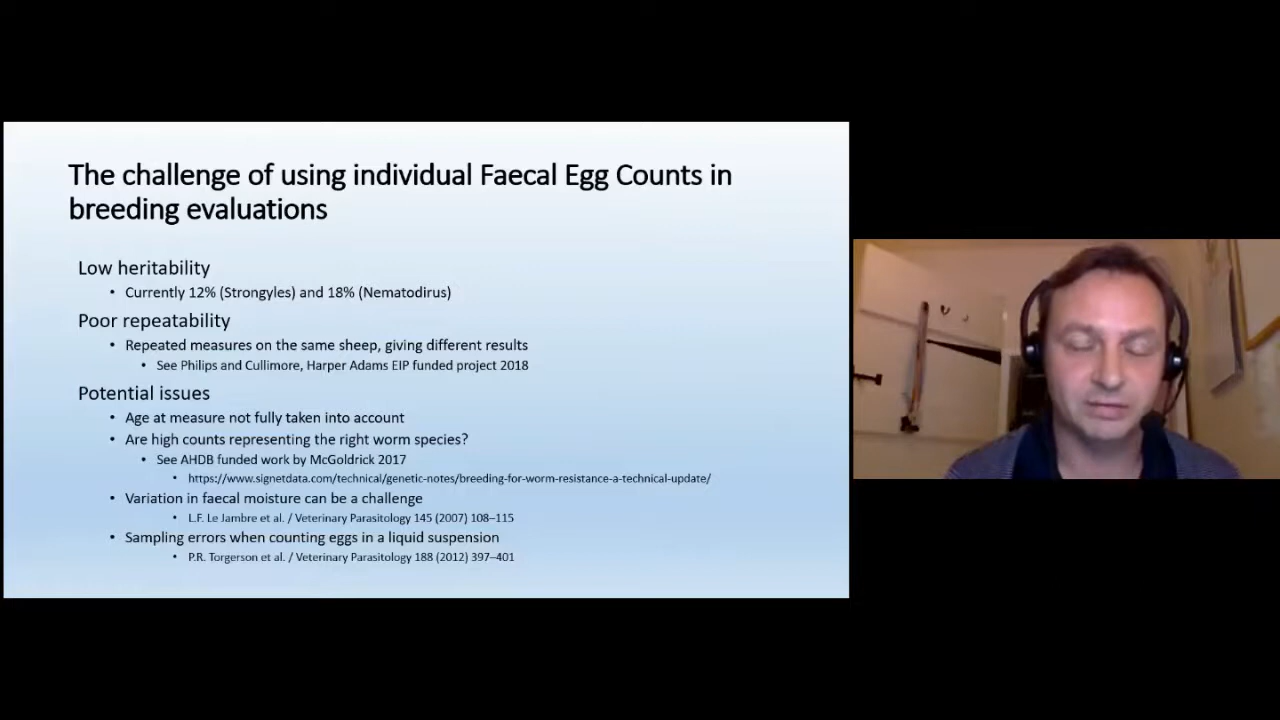 The challenge of using individual Faecal Egg Counts in
breeding evaluations
Low heritability
• Currently 12% (Strongyles) and 18% (Nematodirus)
Poor repeatability
• Repeated measures on the same sheep, giving different results
• See Philips and Cullimore, Harper Adams EIP funded project 2018
Potential issues
• Age at measure not fully taken into account
• Are high counts representing the right worm species?
• See AHDB funded work by McGoldrick 2017
• https://www.signetdata.com/technical/genetic-notes/breeding-for-worm-resistance-a-technical-update/
• Variation in faecal moisture can be a challenge
• L.F. Le Jambre et al. / Veterinary Parasitology 145 (2007) 108–115
• Sampling errors when counting eggs in a liquid suspension
• P.R. Torgerson et al. / Veterinary Parasitology 188 (2012) 397–401